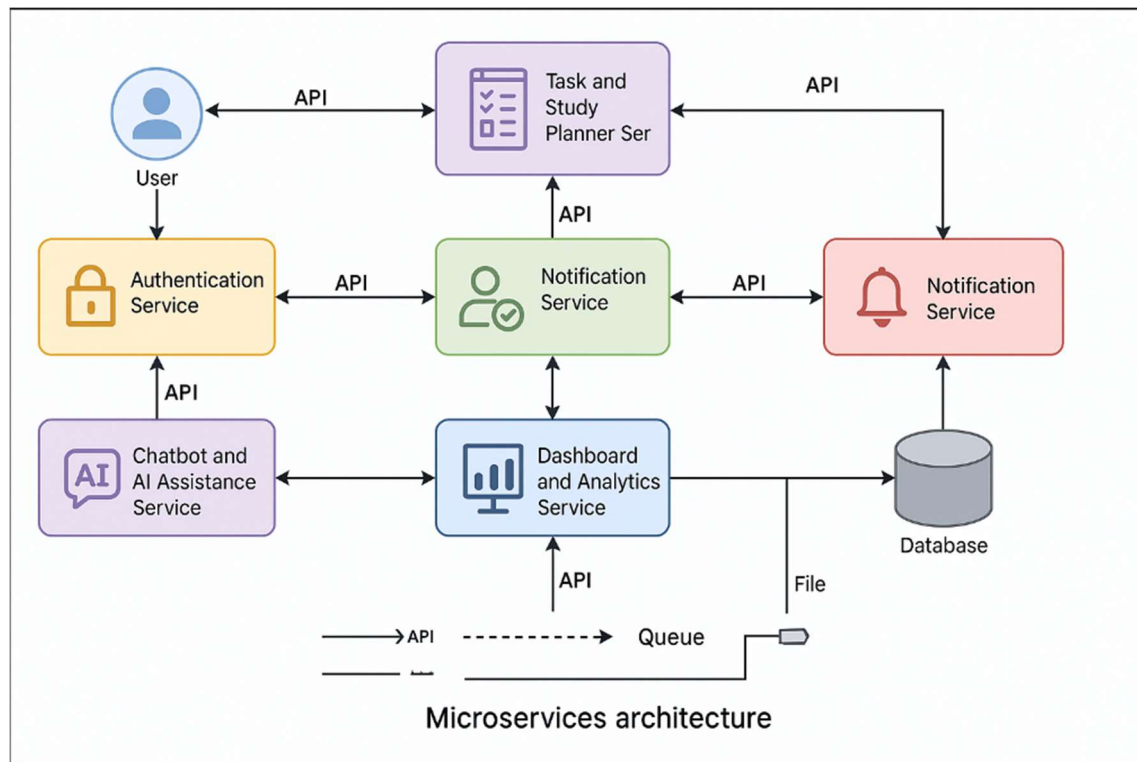 API
Task and
Study
Planner Ser
API
User
API
Authentication
Service
API
Notification
Service
API
Notification
Service
API
AI
Chatbot and
AI Assistance
Service
Dashboard
and Analytics
Service
Database
API
File
API
Queue
Microservices architecture